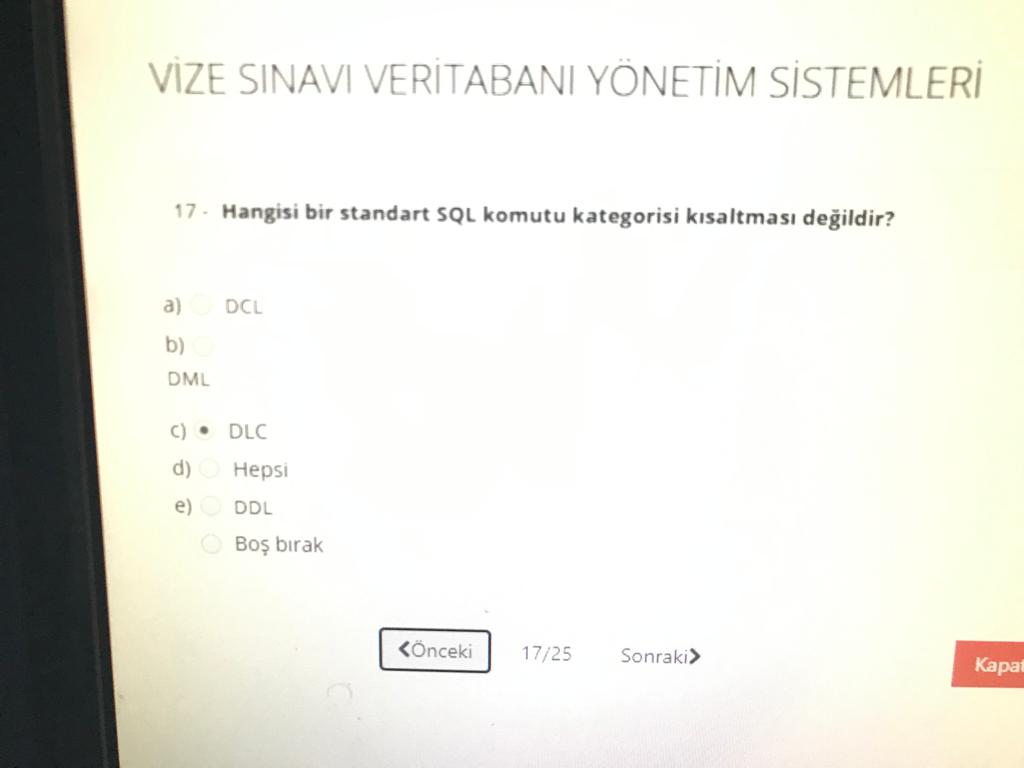 VİZE SINAVI VERİTABANI YÖNETİM SİSTEMLERİ
17 - Hangisi bir standart SQL komutu kategorisi kısaltması değildir?
a) DCL
b)
DML
c) DLC
d) Hepsi
e) DDL
Boş bırak
Önceki 17/25 Sonraki